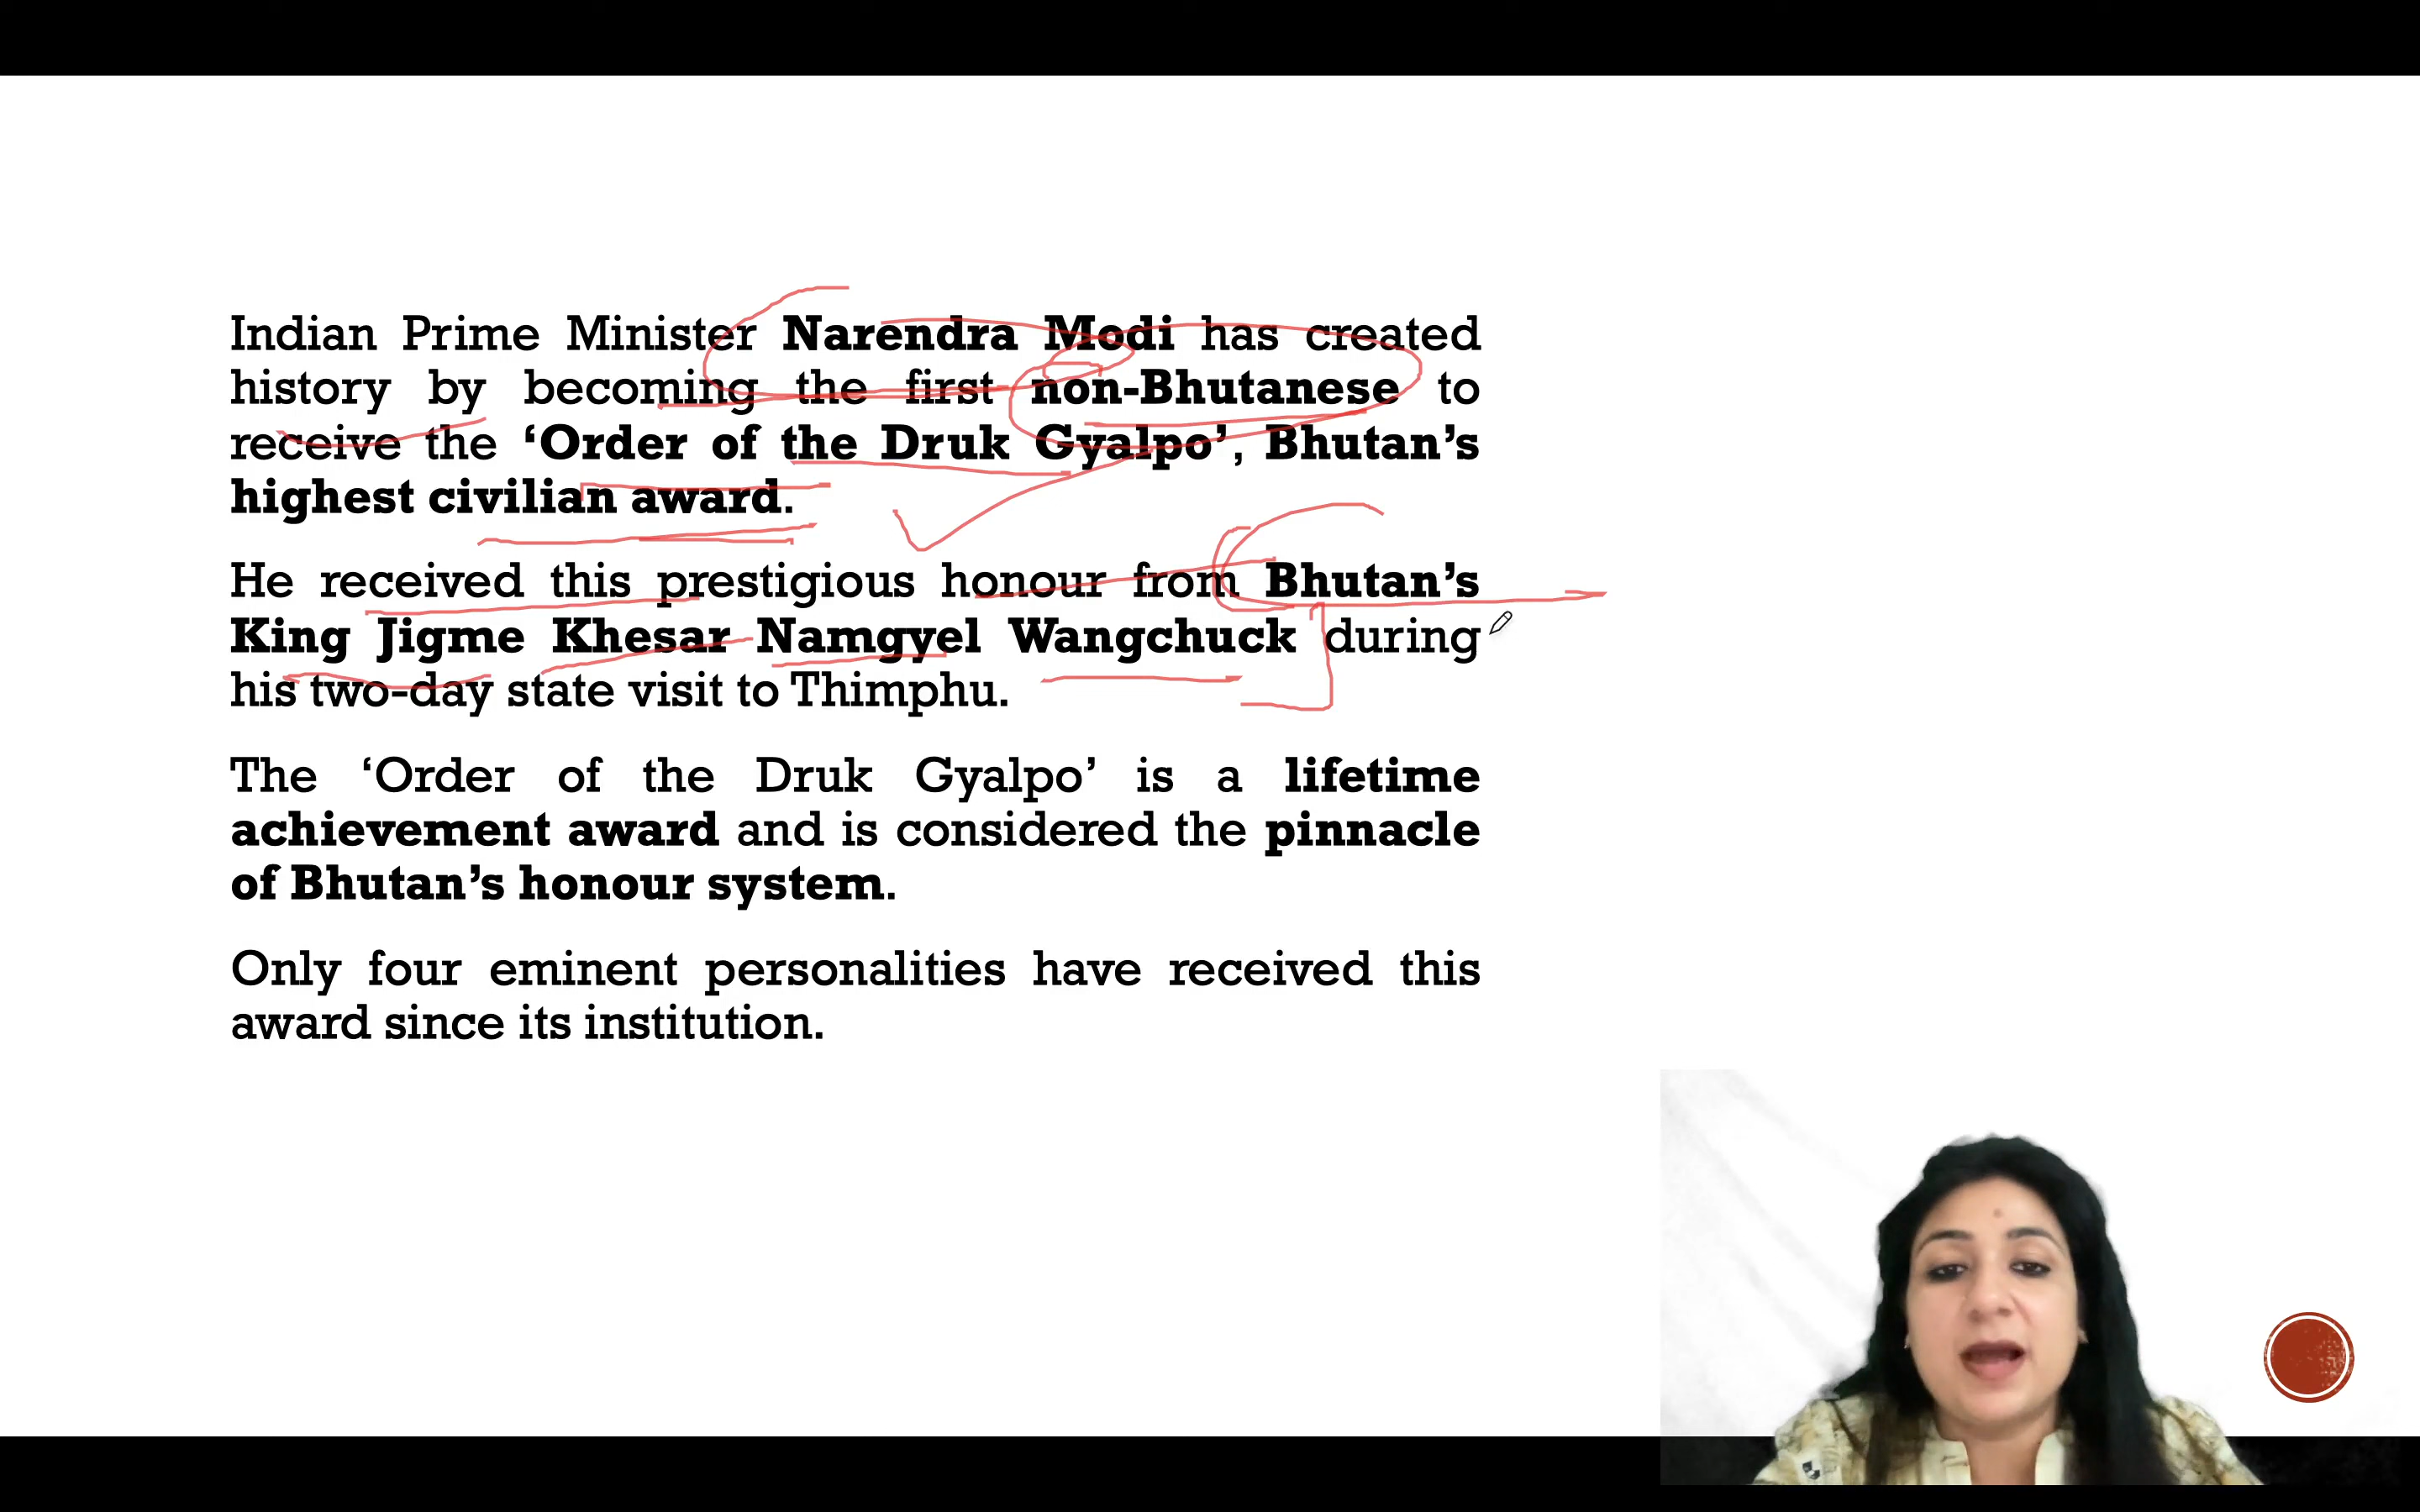 Indian Prime Minister Narendra Modi has created
history by becoming the first non-Bhutanese to
receive the ‘Order of the Druk Gyalpo’, Bhutan’s
highest civilian award.
He received this prestigious honour from Bhutan’s
King Jigme Khesar Namgyel Wangchuck during
his two-day state visit to Thimphu.
The ‘Order of the Druk Gyalpo’ is a lifetime
achievement award and is considered the pinnacle
of Bhutan’s honour system.
Only four eminent personalities have received this
award since its institution.